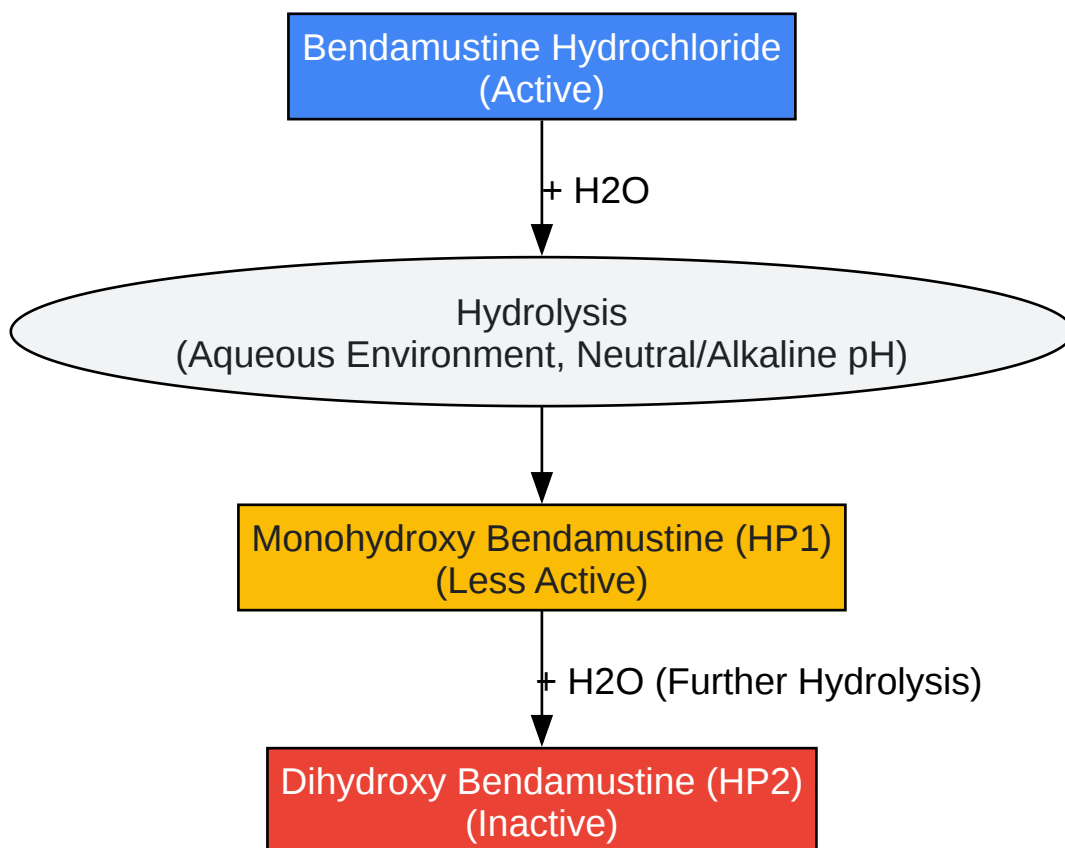 Bendamustine Hydrochloride
(Active)
+ H2O
Hydrolysis
(Aqueous Environment, Neutral/Alkaline pH)
Monohydroxy Bendamustine (HP1)
(Less Active)
+ H2O (Further Hydrolysis)
Dihydroxy Bendamustine (HP2)
(Inactive)